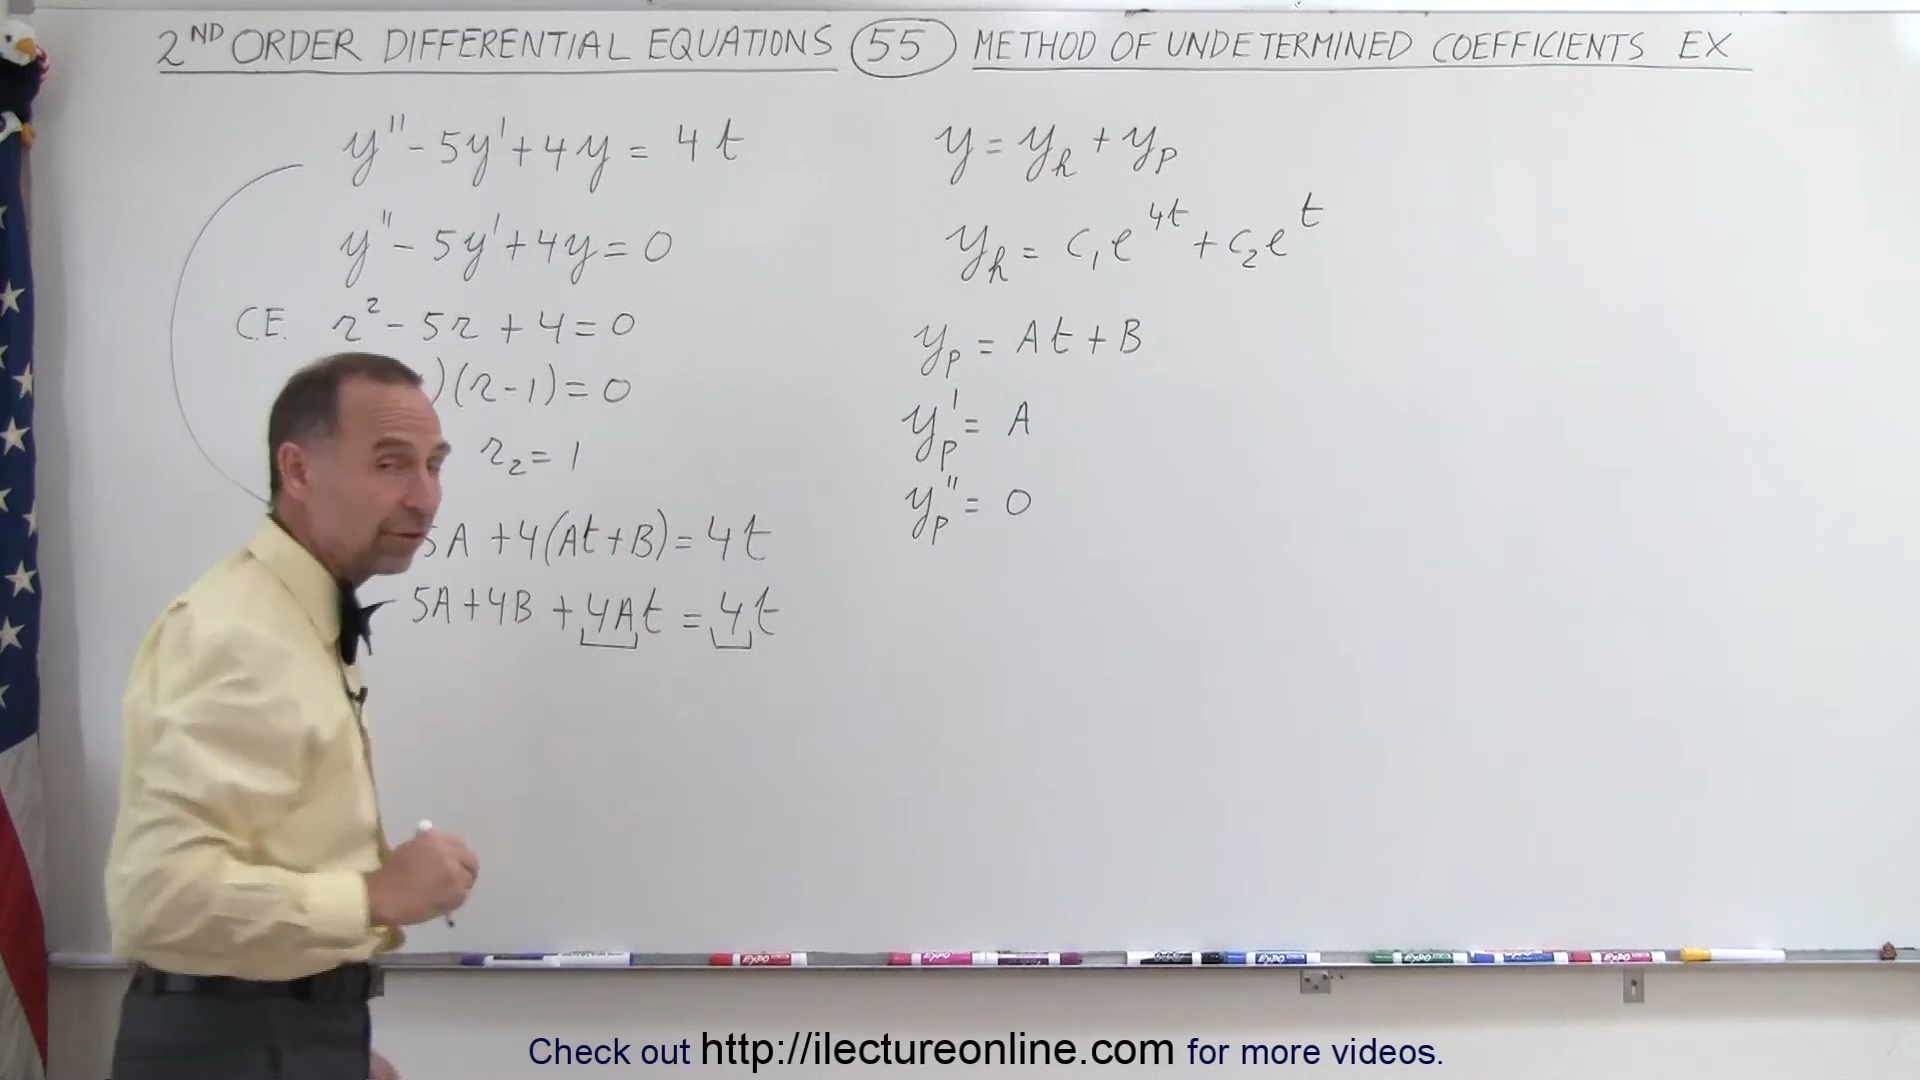 2ND ORDER DIFFERENTIAL EQUATIONS 55 METHOD OF UNDETERMINED COEFFICIENTS EX
y'' - 5y' + 4y = 4t
y'' - 5y' + 4y = 0
C.E. r² - 5r + 4 = 0
)(r - 1) = 0
r₂ = 1
5A + 4(At + B) = 4t
- 5A + 4B + 4At = 4t
y = yₕ + yₚ
yₕ = c₁e^4t + c₂e^t
yₚ = At + B
yₚ' = A
yₚ'' = 0
Check out http://ilectureonline.com for more videos.